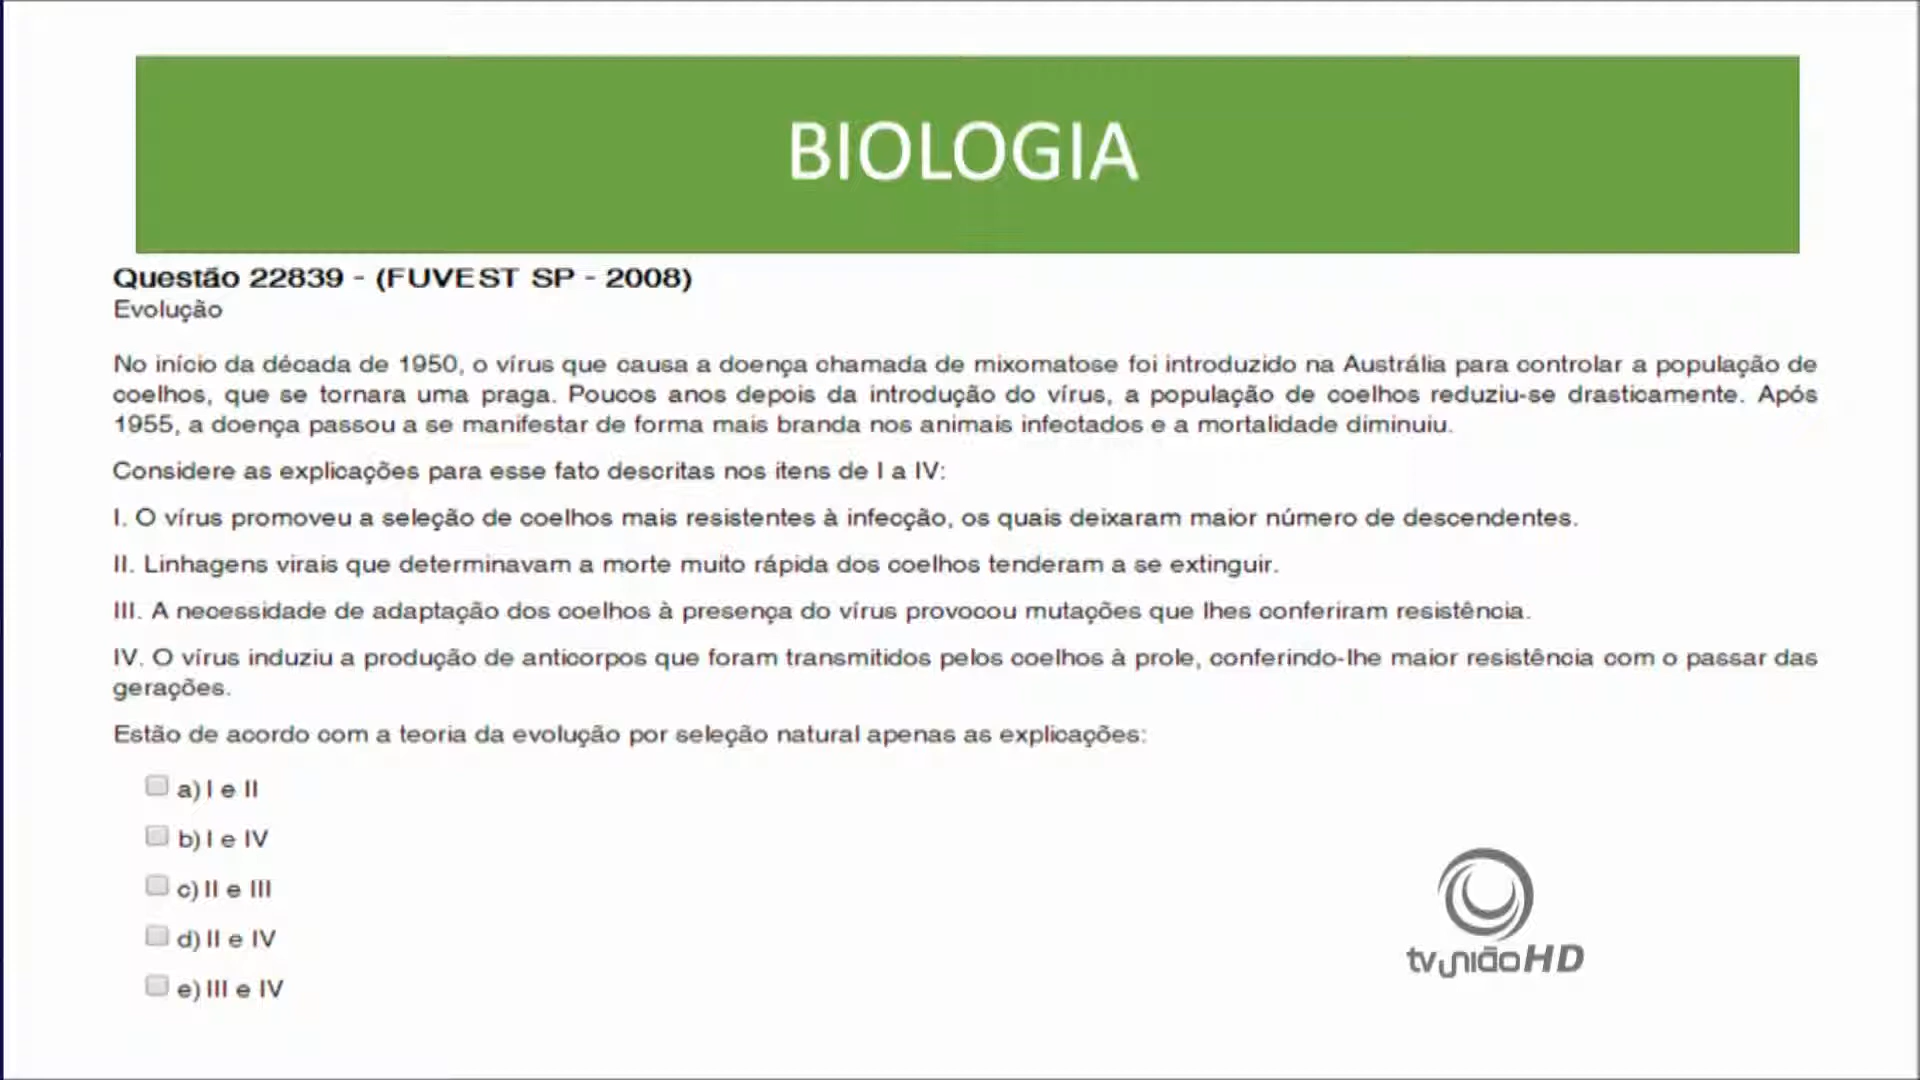 BIOLOGIA
Questão 22839 - (FUVEST SP - 2008)
Evolução
No início da década de 1950, o vírus que causa a doença chamada de mixomatose foi introduzido na Austrália para controlar a população de
coelhos, que se tornara uma praga. Poucos anos depois da introdução do vírus, a população de coelhos reduziu-se drasticamente. Após
1955, a doença passou a se manifestar de forma mais branda nos animais infectados e a mortalidade diminuiu.
Considere as explicações para esse fato descritas nos itens de I a IV:
I. O vírus promoveu a seleção de coelhos mais resistentes à infecção, os quais deixaram maior número de descendentes.
II. Linhagens virais que determinavam a morte muito rápida dos coelhos tenderam a se extinguir.
III. A necessidade de adaptação dos coelhos à presença do vírus provocou mutações que lhes conferiram resistência.
IV. O vírus induziu a produção de anticorpos que foram transmitidos pelos coelhos à prole, conferindo-lhe maior resistência com o passar das
gerações.
Estão de acordo com a teoria da evolução por seleção natural apenas as explicações:
a) I e II
b) I e IV
c) II e III
d) II e IV
e) III e IV
tv união HD